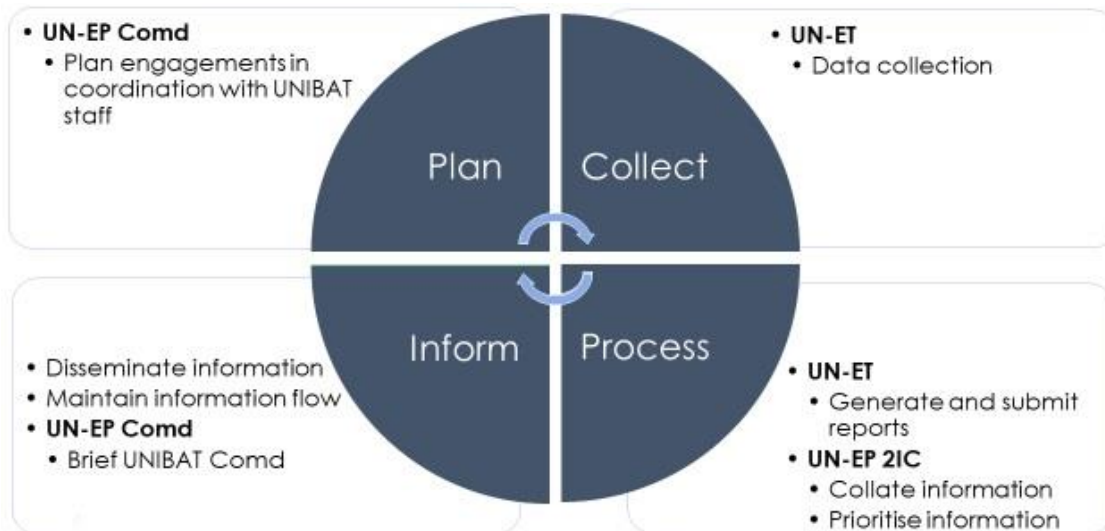 • UN-EP Comd
• Plan engagements in
coordination with UNIBAT
staff
Plan
• UN-ET
• Data collection
Collect
• Disseminate information
• Maintain information flow
• UN-EP Comd
• Brief UNIBAT Comd
Inform
Process
• UN-ET
• Generate and submit
reports
• UN-EP 2IC
• Collate information
• Prioritise information